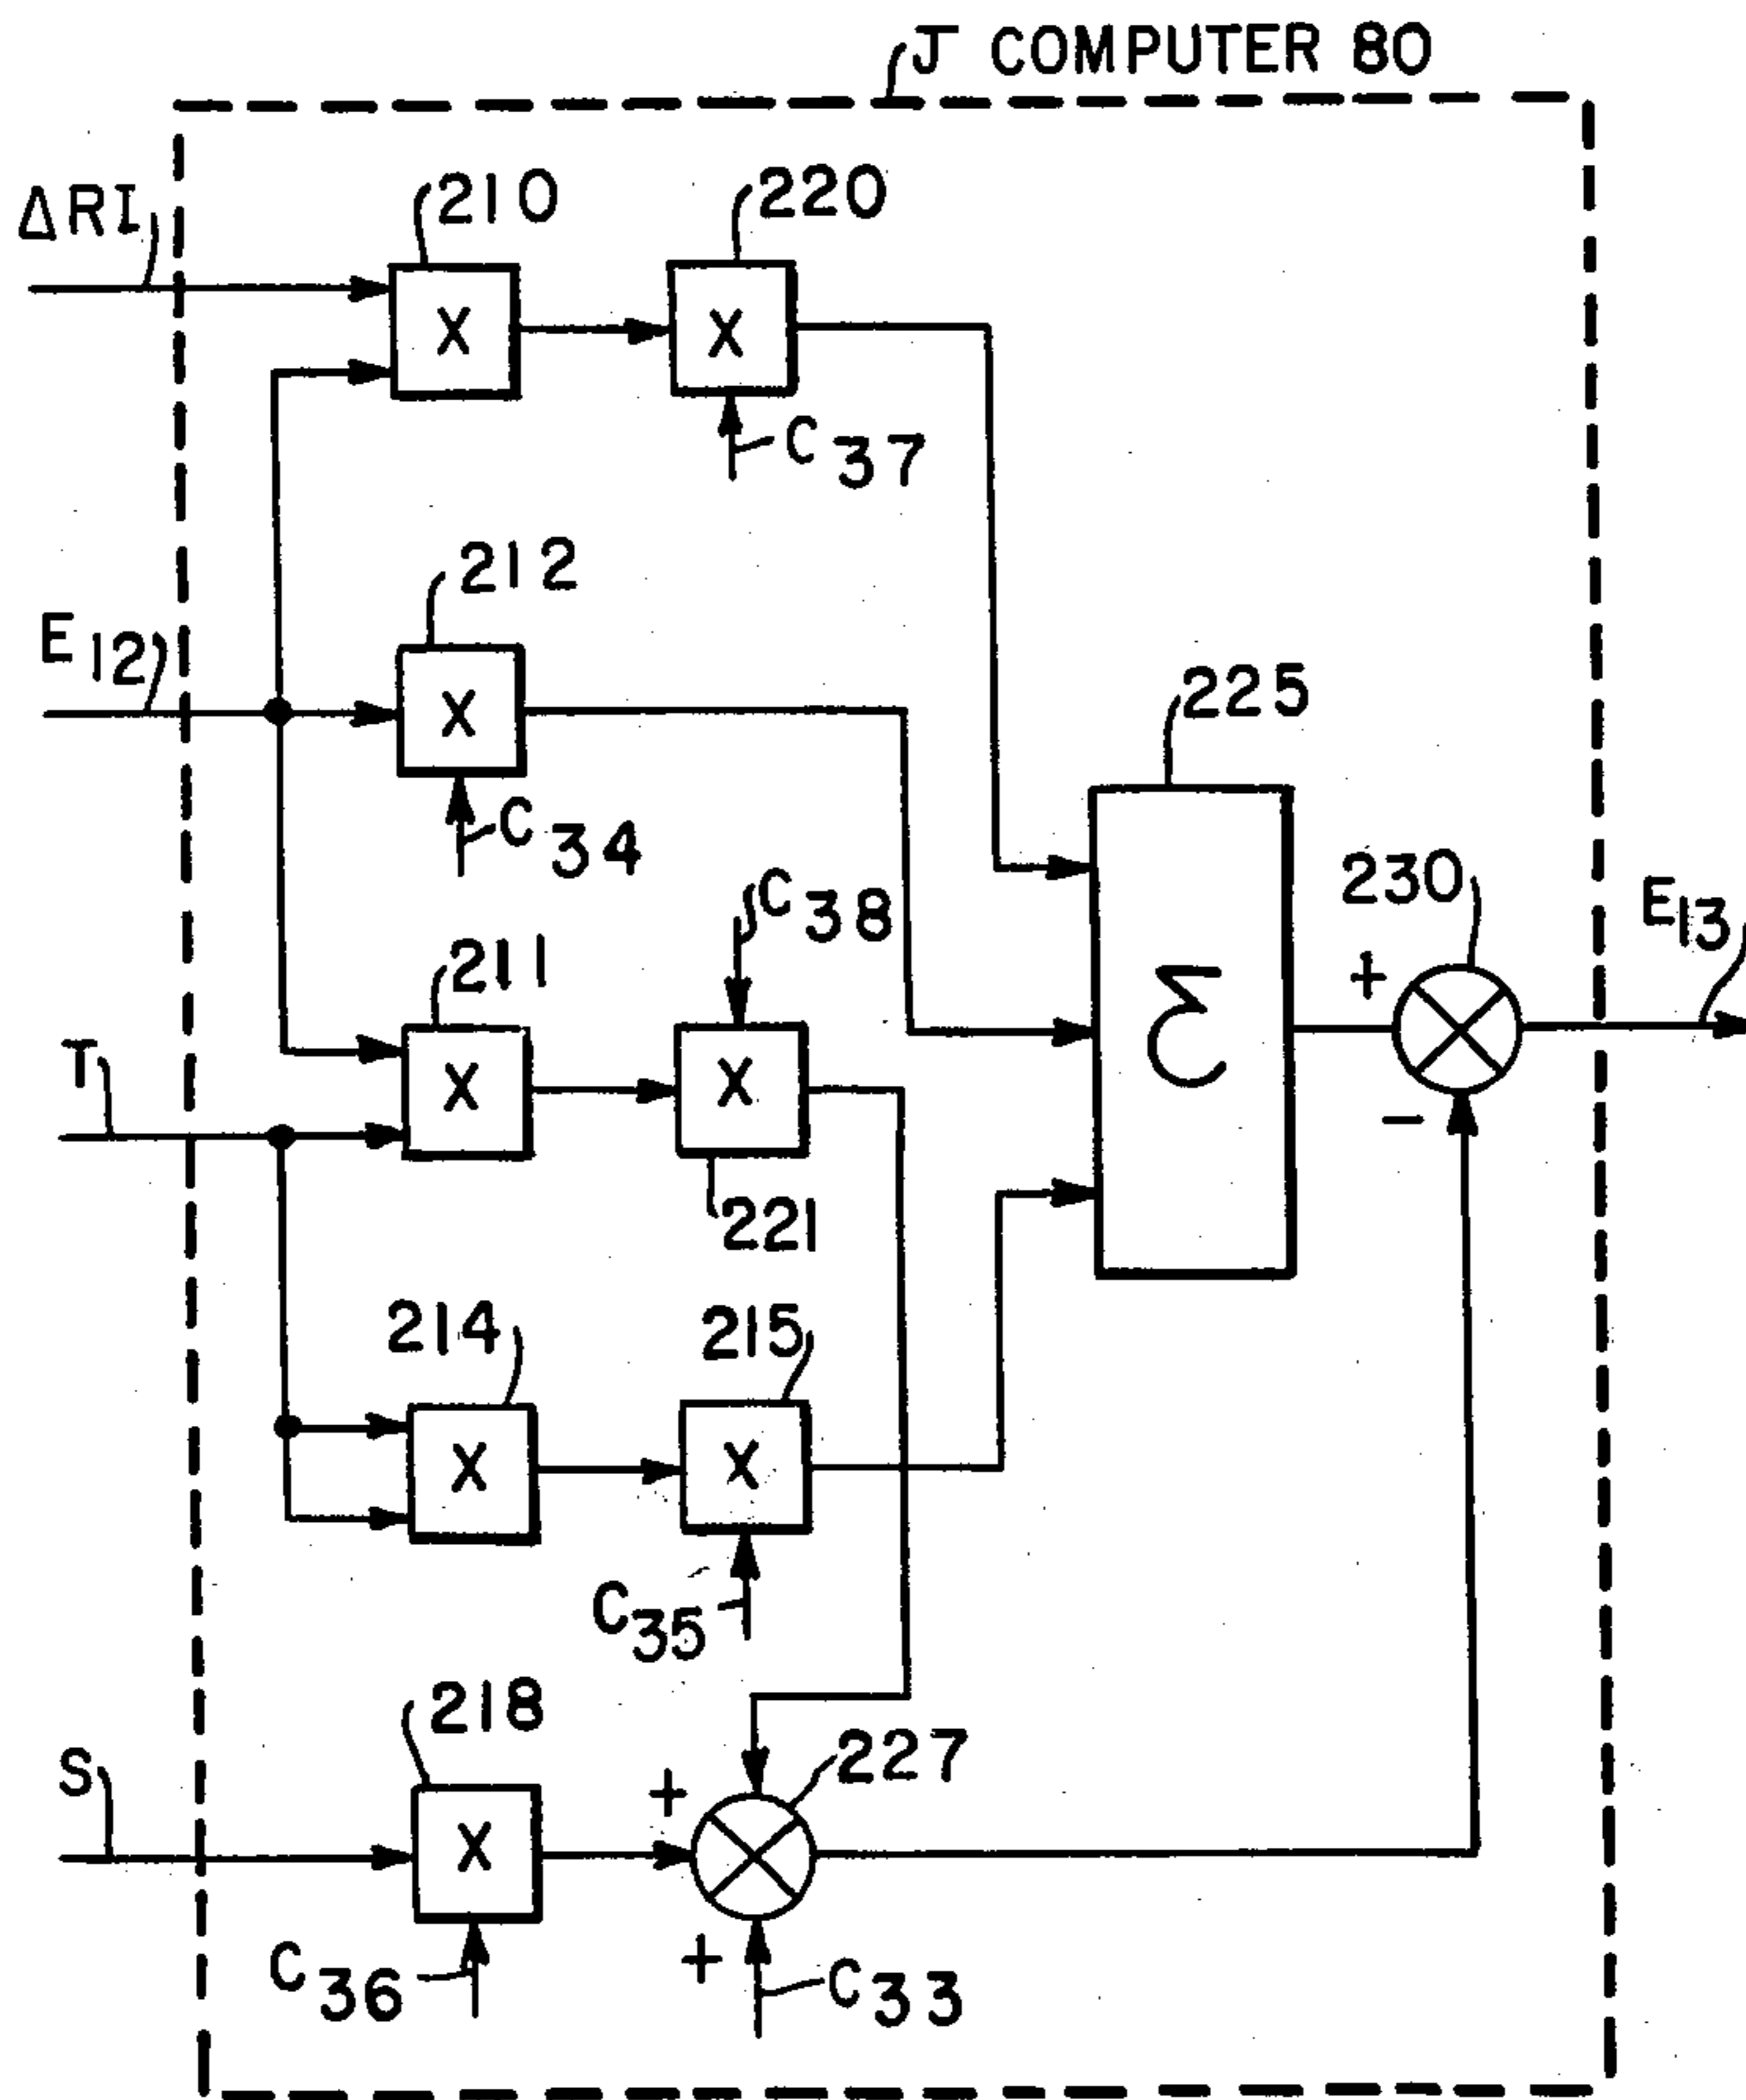 J COMPUTER 80
ΔRI
210
220
X
X
C37
212
E12
X
C34
225
C38
230
E13
211
T
X
X
Σ
+
-
221
214
215
X
X
C35
218
227
S
X
+
+
C36
C33